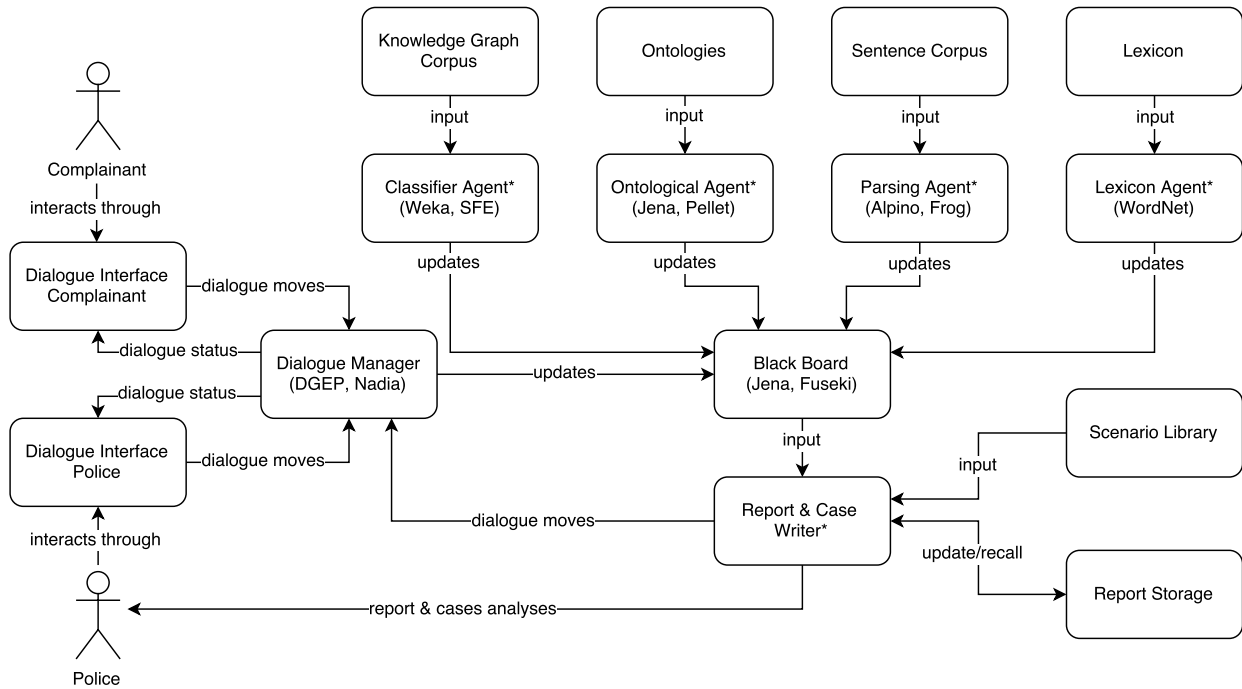 Knowledge Graph
Corpus
Ontologies
Sentence Corpus
Lexicon
input
input
input
input
Complainant
interacts through
Classifier Agent*
(Weka, SFE)
Ontological Agent*
(Jena, Pellet)
Parsing Agent*
(Alpino, Frog)
Lexicon Agent*
(WordNet)
updates
updates
updates
updates
Dialogue Interface
Complainant
dialogue moves
dialogue status
Dialogue Manager
(DGEP, Nadia)
updates
Black Board
(Jena, Fuseki)
dialogue status
Dialogue Interface
Police
dialogue moves
input
Scenario Library
input
interacts through
dialogue moves
Report & Case
Writer*
update/recall
Report Storage
report & cases analyses
Police